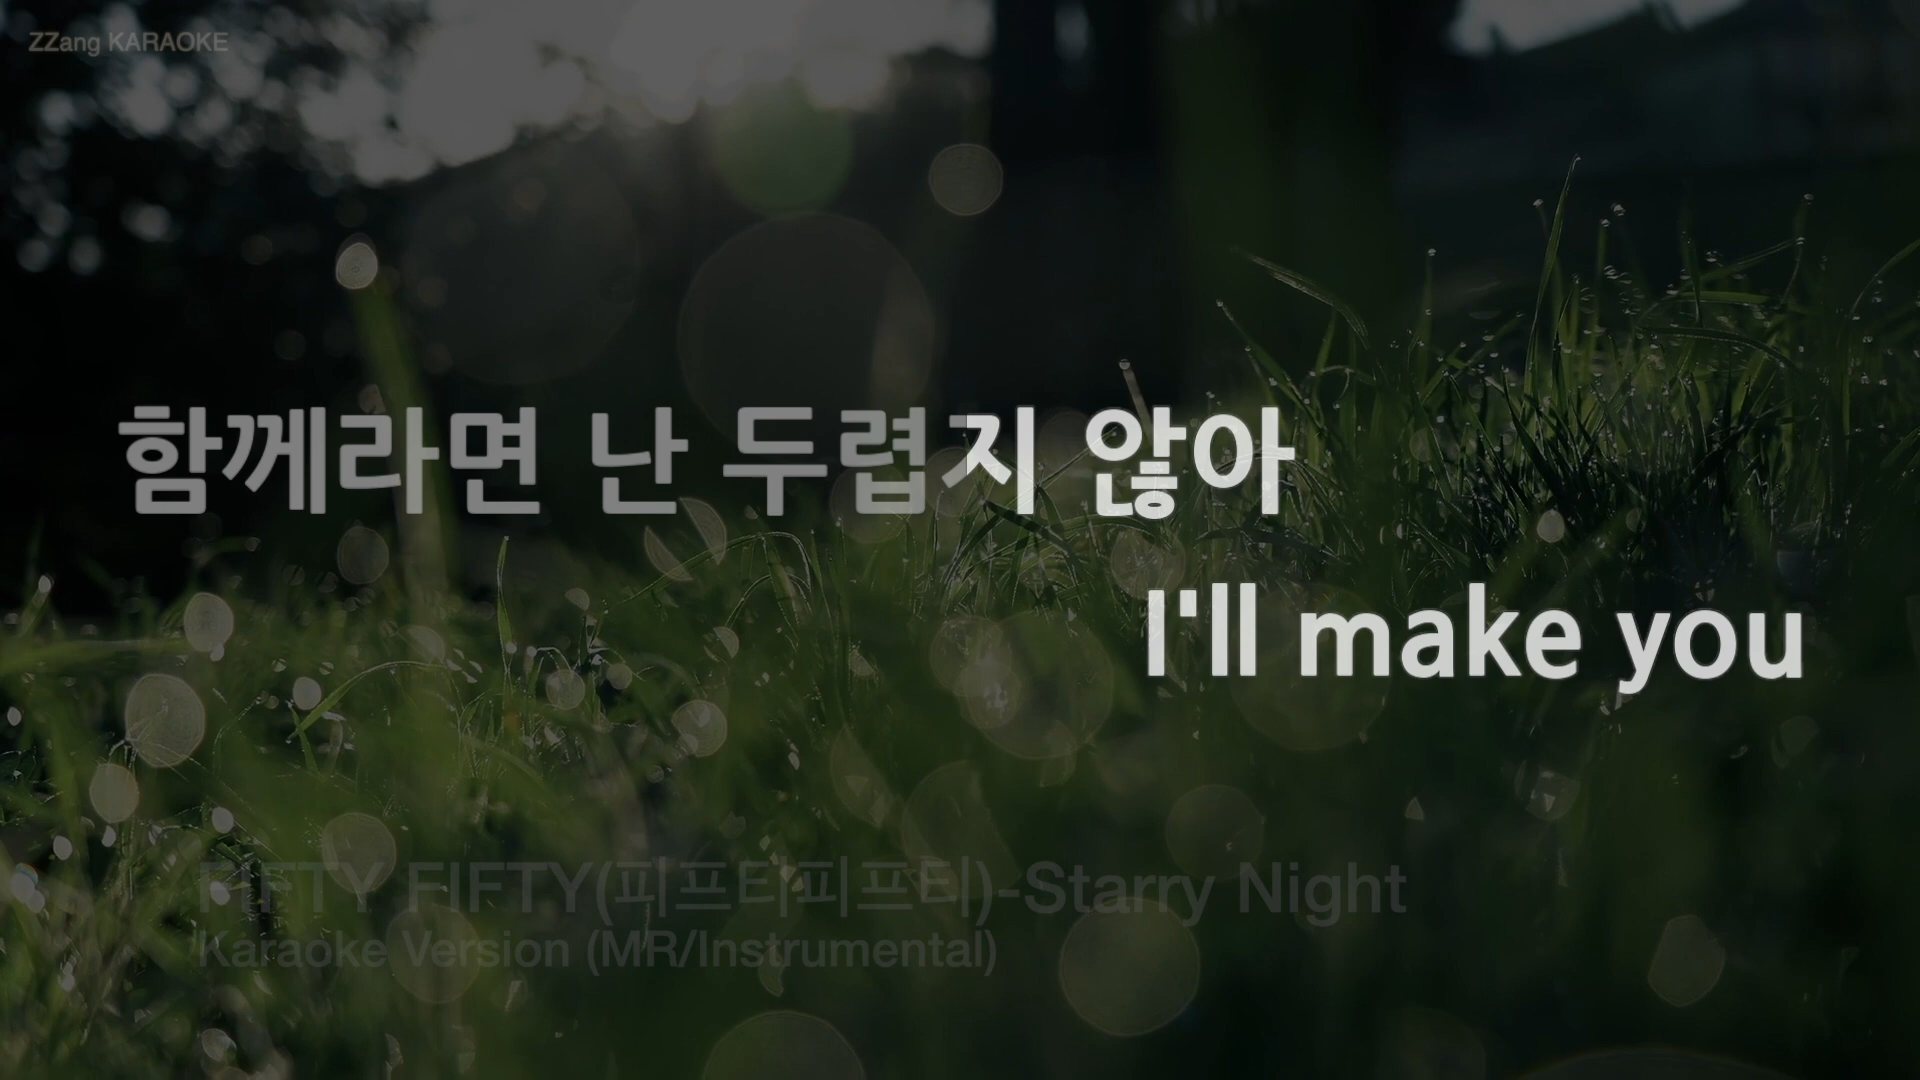 ZZang KARAOKE
함께라면 난 두렵지 않아
I'll make you
FIFTY FIFTY(피프티피프티)-Starry Night
Karaoke Version (MR/Instrumental)